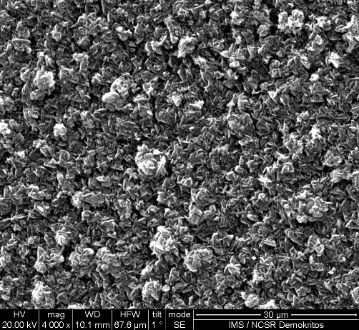 HV mag WD HFW tilt mode 30 µm
20.00 kV 4 000 x 10.1 mm 67.6 µm 1 ° SE IMS / NCSR Demokritos